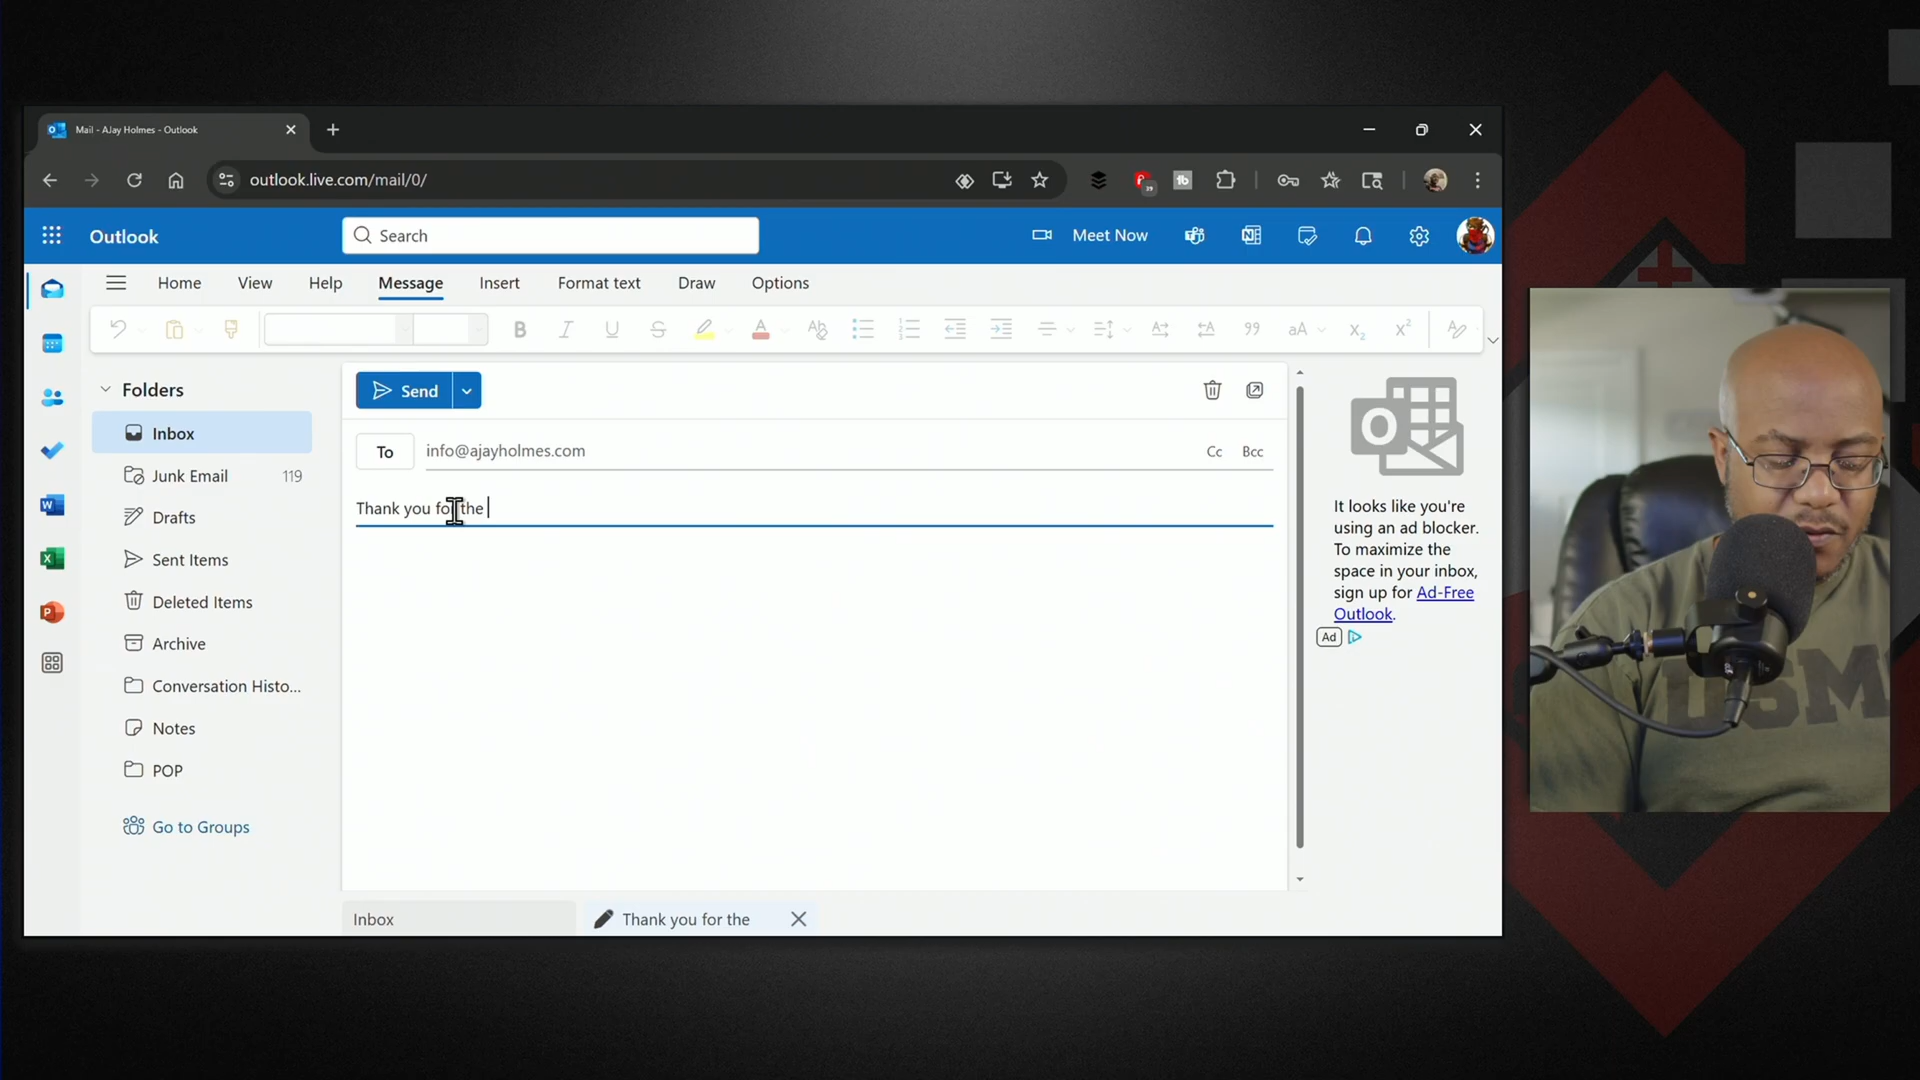 Mail - AJay Holmes - Outlook
outlook.live.com/mail/0/
39
Outlook
Search
Meet Now
Home View Help Message Insert Format text Draw Options
Folders
Inbox
Junk Email 119
Drafts
Sent Items
Deleted Items
Archive
Conversation Histo...
Notes
POP
Go to Groups
Send
To info@ajayholmes.com Cc Bcc
Thank you for the
It looks like you're
using an ad blocker.
To maximize the
space in your inbox,
sign up for Ad-Free
Outlook.
Ad
Inbox
Thank you for the
USM